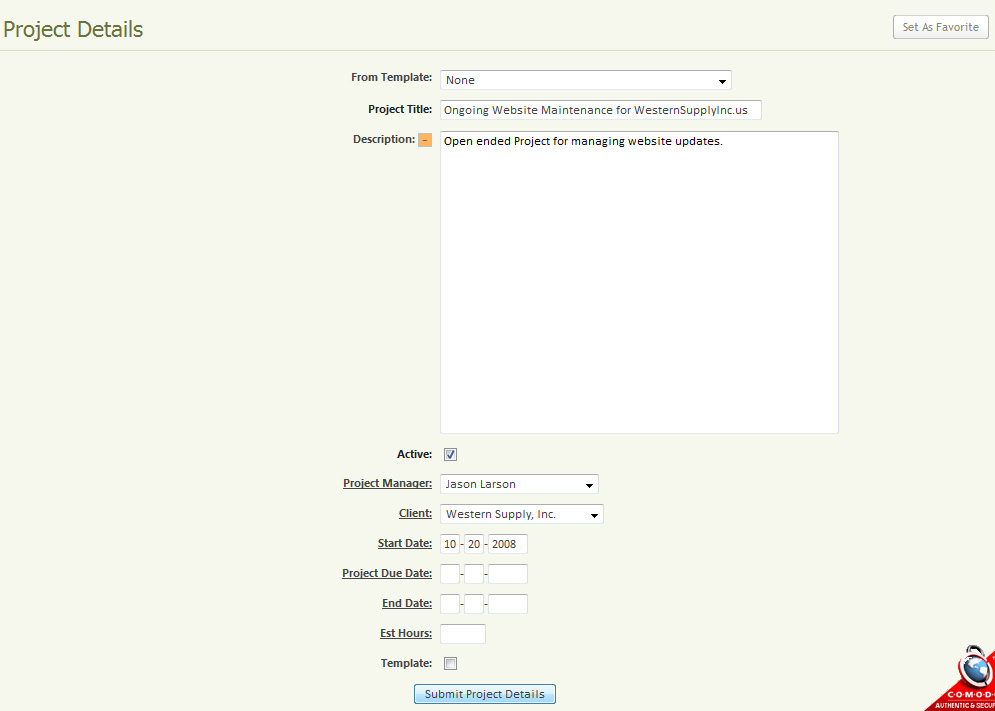 Project Details
Set As Favorite
From Template: None
Project Title: Ongoing Website Maintenance for WesternSupplyInc.us
Description: -
Open ended Project for managing website updates.
Active:
Project Manager: Jason Larson
Client: Western Supply, Inc.
Start Date: 10 - 20 - 2008
Project Due Date: - -
End Date: - -
Est Hours:
Template:
Submit Project Details
C·O·M·O·D
AUTHENTIC & SECUR